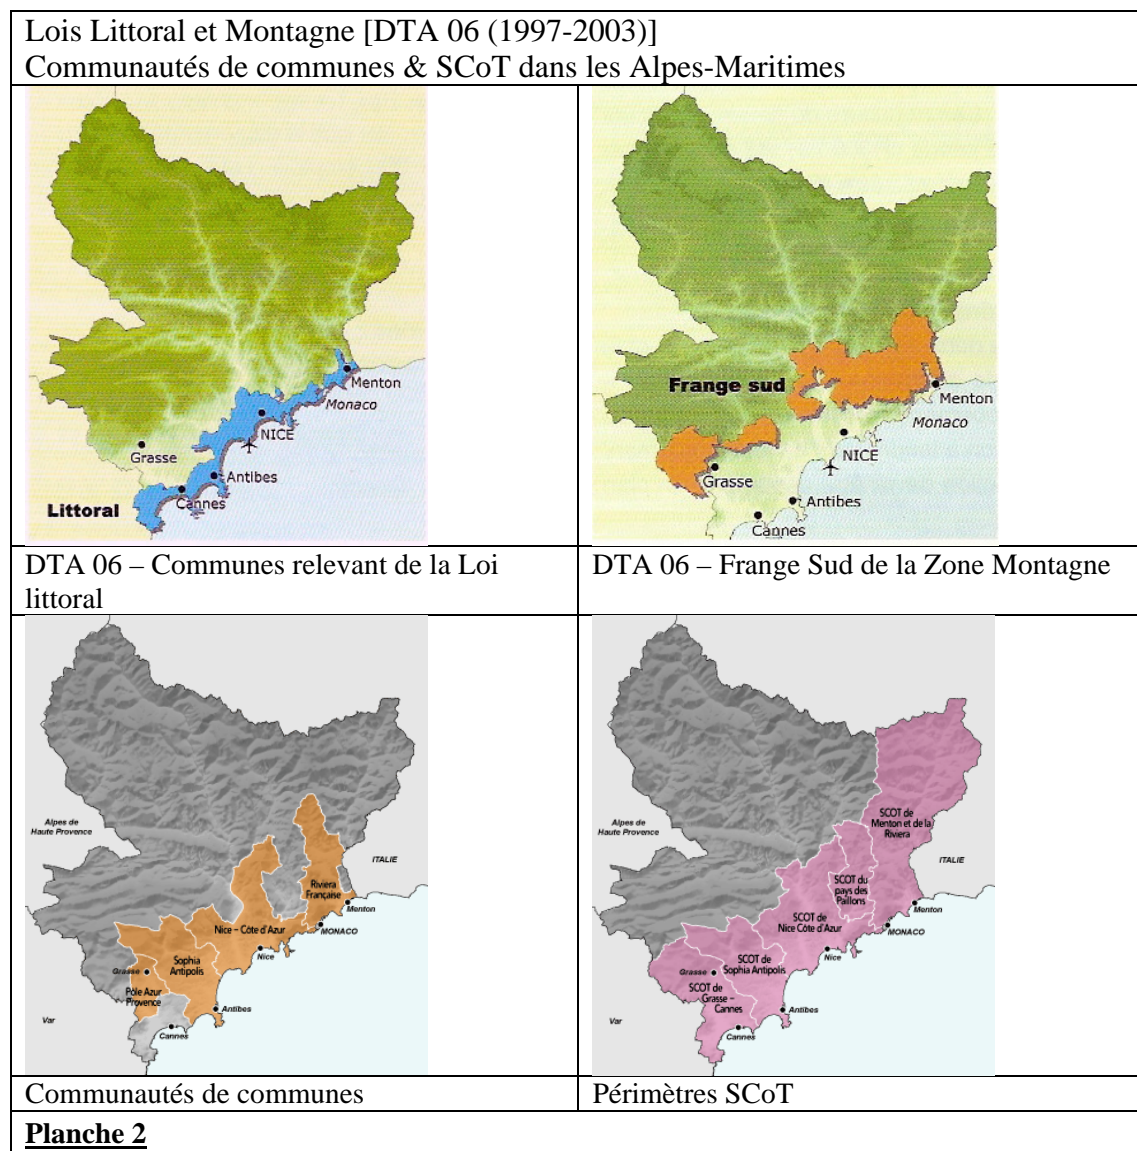 Lois Littoral et Montagne [DTA 06 (1997-2003)]
Communautés de communes & SCoT dans les Alpes-Maritimes
Menton
Monaco
NICE
Grasse
Antibes
Cannes
Littoral
Frange sud
Menton
Monaco
NICE
Grasse
Antibes
Cannes
DTA 06 – Communes relevant de la Loi
littoral
DTA 06 – Frange Sud de la Zone Montagne
Alpes de
Haute Provence
ITALIE
Riviera
Française
Menton
Nice – Côte d'Azur
MONACO
Nice
Sophia
Antipolis
Grasse
Pôle Azur
Provence
Antibes
Var
Cannes
SCOT de
Menton et de la
Riviera
Alpes de
Haute Provence
ITALIE
SCOT du
pays des
Paillons
Menton
SCOT de
Nice Côte d'Azur
MONACO
Nice
SCOT de
Sophia Antipolis
Grasse
SCOT de
Grasse –
Cannes
Antibes
Var
Cannes
Communautés de communes
Périmètres SCoT
Planche 2